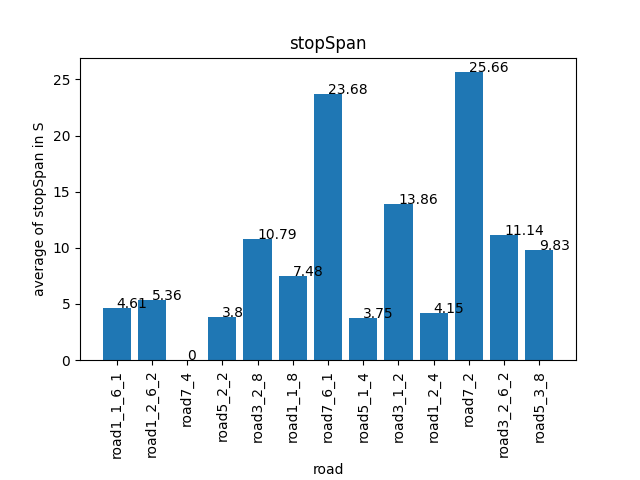 stopSpan
average of stopSpan in S
25
20
15
10
5
0
4.61
5.36
0
3.8
10.79
7.48
23.68
3.75
13.86
4.15
25.66
11.14
9.83
road1_1_6_1
road1_2_6_2
road7_4
road5_2_2
road3_2_8
road1_1_8
road7_6_1
road5_1_4
road3_1_2
road1_2_4
road7_2
road3_2_6_2
road5_3_8
road